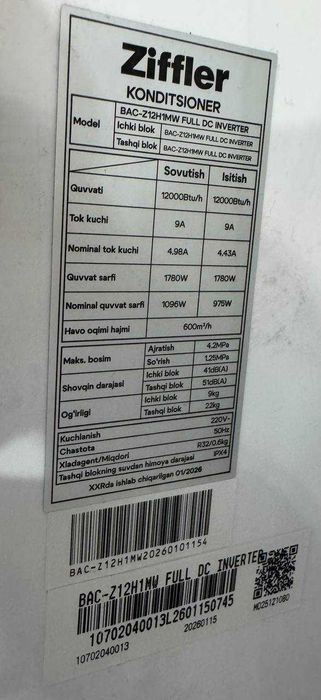 Ziffler
KONDITSIONER
Model BAC-Z12H1MW FULL DC INVERTER
Ichki blok BAC-Z12H1MW FULL DC INVERTER
Tashqi blok BAC-Z12H1MW FULL DC INVERTER
Sovutish Isitish
Quvvati 12000Btu/h 12000Btu/h
Tok kuchi 9A 9A
Nominal tok kuchi 4.98A 4.43A
Quvvat sarfi 1780W 1780W
Nominal quvvat sarfi 1096W 975W
Havo oqimi hajmi 600m³/h
Maks. bosim Ajratish 4.2MPa
So'rish 1.25MPa
Shovqin darajasi Ichki blok 41dB(A)
Tashqi blok 51dB(A)
Og'irligi Ichki blok 9kg
Tashqi blok 22kg
Kuchlanish 220V~
Chastota 50Hz
Xladagent/Miqdori R32/0.6kg
Tashqi blokning suvdan himoya darajasi IPX4
XXRda ishlab chiqarilgan 01/2026
BAC-Z12H1MW20260101154
BAC-Z12H1MW FULL DC INVERTER
10702040013L2601150745
10702040013 20260115
MO25121080